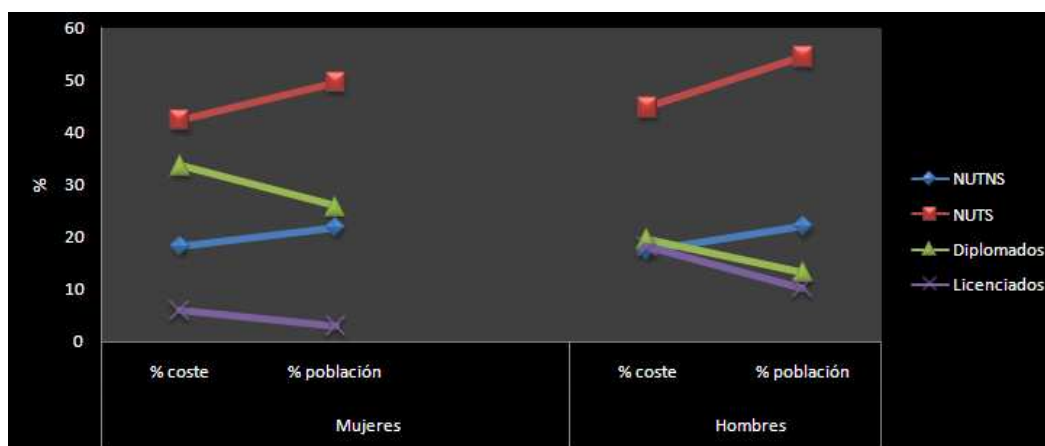 60
50
40
30
20
10
0
%
% coste % población % coste % población
Mujeres Hombres
NUTNS
NUTS
Diplomados
Licenciados